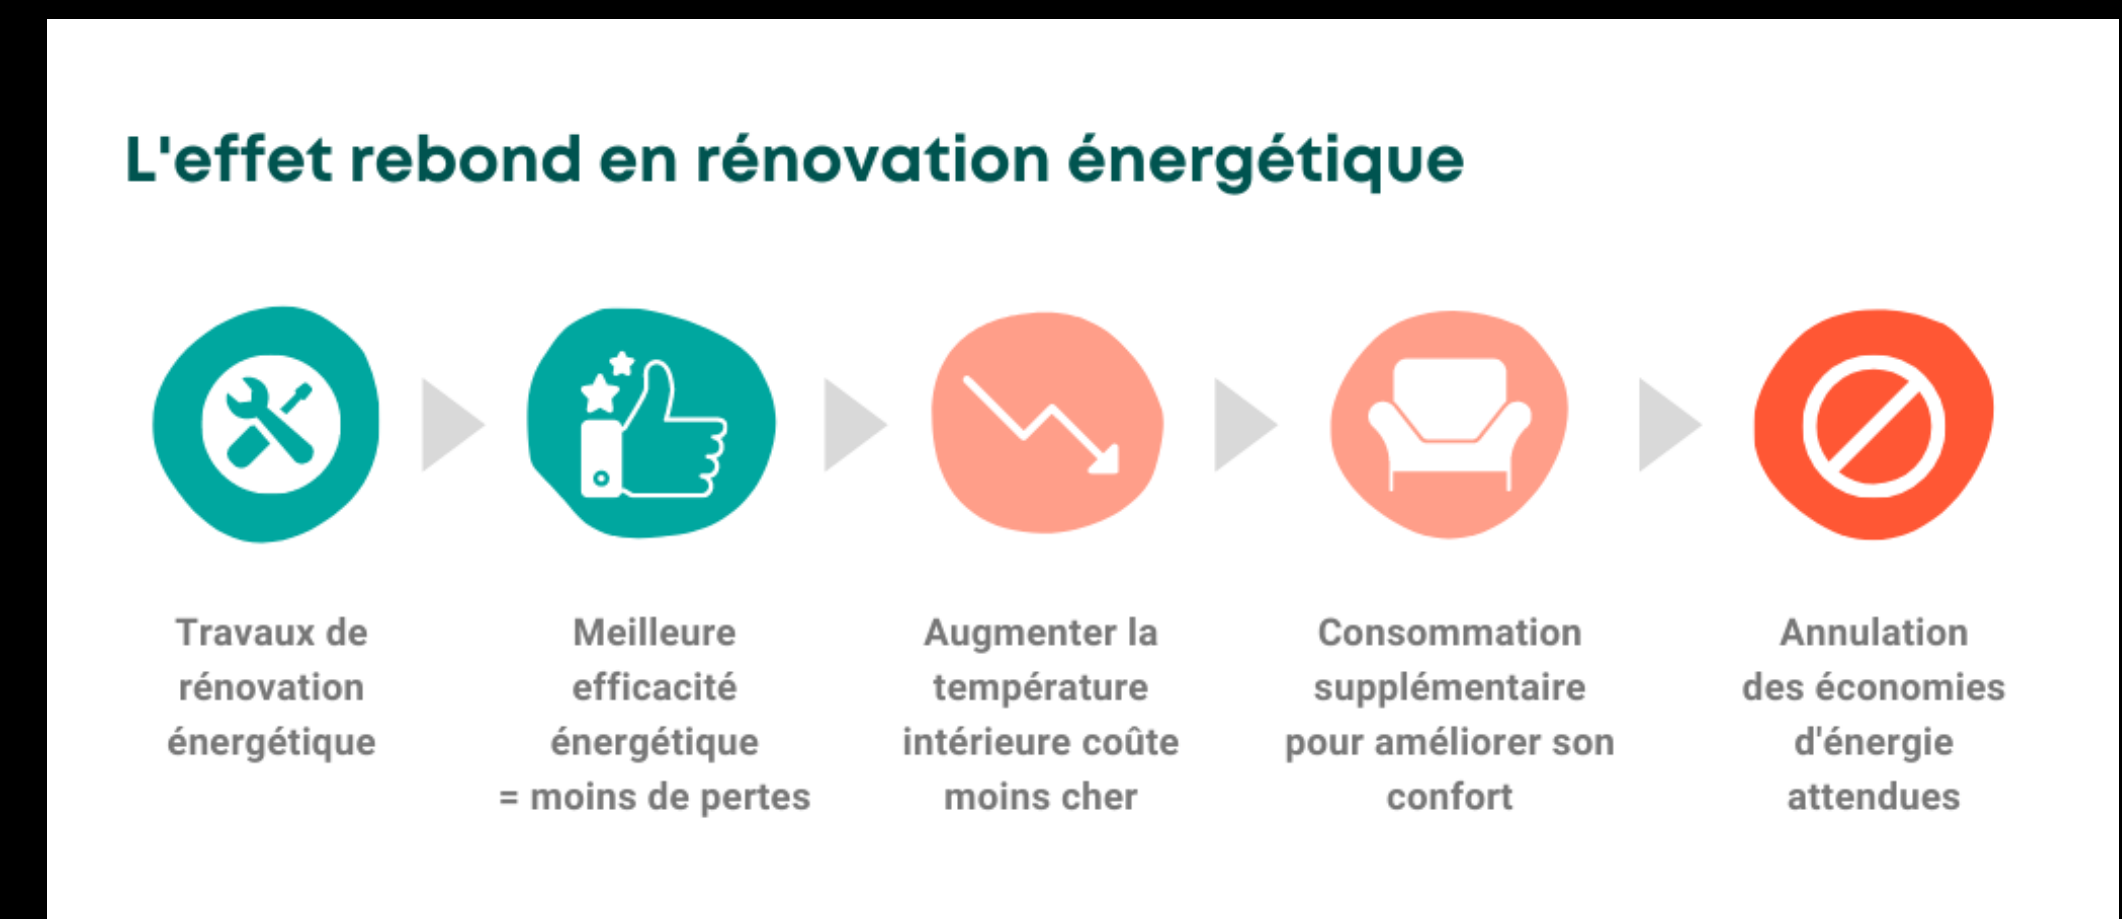 L'effet rebond en rénovation énergétique
Travaux de
rénovation
énergétique
Meilleure
efficacité
énergétique
= moins de pertes
Augmenter la
température
intérieure coûte
moins cher
Consommation
supplémentaire
pour améliorer son
confort
Annulation
des économies
d'énergie
attendues